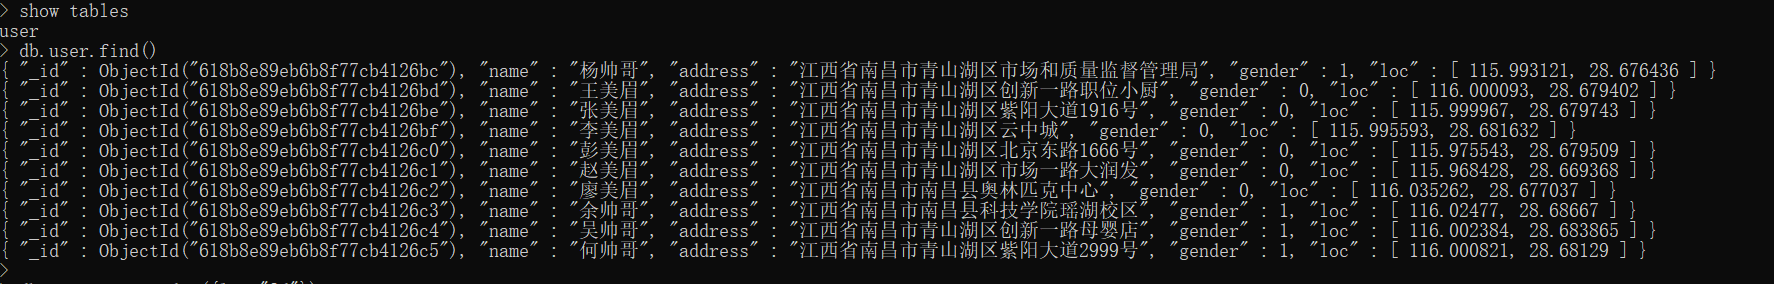 > show tables
user
> db.user.find()
{ "_id" : ObjectId("618b8e89eb6b8f77cb4126bc"), "name" : "杨帅哥", "address" : "江西省南昌市青山湖区市场和质量监督管理局", "gender" : 1, "loc" : [ 115.993121, 28.676436 ] }
{ "_id" : ObjectId("618b8e89eb6b8f77cb4126bd"), "name" : "王美眉", "address" : "江西省南昌市青山湖区创新一路职位小厨", "gender" : 0, "loc" : [ 116.000093, 28.679402 ] }
{ "_id" : ObjectId("618b8e89eb6b8f77cb4126be"), "name" : "张美眉", "address" : "江西省南昌市青山湖区紫阳大道1916号", "gender" : 0, "loc" : [ 115.999967, 28.679743 ] }
{ "_id" : ObjectId("618b8e89eb6b8f77cb4126bf"), "name" : "李美眉", "address" : "江西省南昌市青山湖区云中城", "gender" : 0, "loc" : [ 115.995593, 28.681632 ] }
{ "_id" : ObjectId("618b8e89eb6b8f77cb4126c0"), "name" : "彭美眉", "address" : "江西省南昌市青山湖区北京东路1666号", "gender" : 0, "loc" : [ 115.975543, 28.679509 ] }
{ "_id" : ObjectId("618b8e89eb6b8f77cb4126c1"), "name" : "赵美眉", "address" : "江西省南昌市青山湖区市场一路大润发", "gender" : 0, "loc" : [ 115.968428, 28.669368 ] }
{ "_id" : ObjectId("618b8e89eb6b8f77cb4126c2"), "name" : "廖美眉", "address" : "江西省南昌市南昌县奥林匹克中心", "gender" : 0, "loc" : [ 116.035262, 28.677037 ] }
{ "_id" : ObjectId("618b8e89eb6b8f77cb4126c3"), "name" : "余帅哥", "address" : "江西省南昌市南昌县科技学院瑶湖校区", "gender" : 1, "loc" : [ 116.02477, 28.68667 ] }
{ "_id" : ObjectId("618b8e89eb6b8f77cb4126c4"), "name" : "吴帅哥", "address" : "江西省南昌市青山湖区创新一路母婴店", "gender" : 1, "loc" : [ 116.002384, 28.683865 ] }
{ "_id" : ObjectId("618b8e89eb6b8f77cb4126c5"), "name" : "何帅哥", "address" : "江西省南昌市青山湖区紫阳大道2999号", "gender" : 1, "loc" : [ 116.000821, 28.68129 ] }
>